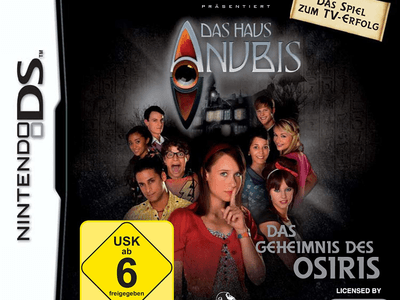 PRÄSENTIERT
DAS SPIEL
ZUM TV-ERFOLG
DAS HAUS
ANUBIS
NINTENDO DS™
DAS
GEHEIMNIS DES
OSIRIS
USK
ab
6
freigegeben
LICENSED BY